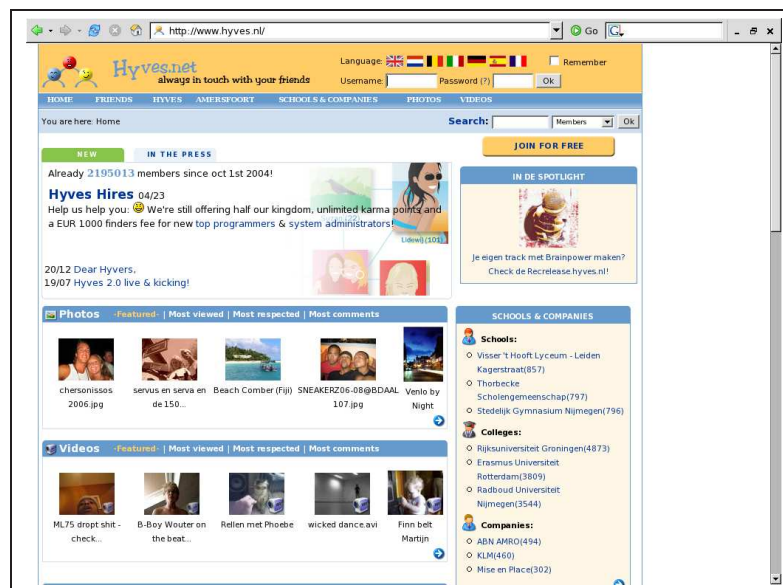 http://www.hyves.nl/
Go
G
Hyves.net
always in touch with your friends
Language:
Remember
Username:
Password (?)
Ok
HOME FRIENDS HYVES AMERSFOORT SCHOOLS & COMPANIES PHOTOS VIDEOS
You are here: Home
Search:
Members
Ok
JOIN FOR FREE
NEW
IN THE PRESS
Already 2195013 members since oct 1st 2004!
Hyves Hires 04/23
Help us help you: We're still offering half our kingdom, unlimited karma points and
a EUR 1000 finders fee for new top programmers & system administrators!
Udewij(101)
20/12 Dear Hyvers,
19/07 Hyves 2.0 live & kicking!
IN DE SPOTLIGHT
Je eigen track met Brainpower maken?
Check de Recrelease.hyves.nl!
Photos -Featured- | Most viewed | Most respected | Most comments
chersonissos
2006.jpg
servus en serva en
de 150...
Beach Comber (Fiji)
SNEAKERZ06-08@BDAAL
107.jpg
Venlo by
Night
Videos -Featured- | Most viewed | Most respected | Most comments
ML75 dropt shit -
check...
B-Boy Wouter on
the beat...
Rellen met Phoebe
wicked dance.avi
Finn belt
Martijn
SCHOOLS & COMPANIES
Schools:
Visser 't Hooft Lyceum - Leiden
Kagerstraat(857)
Thorbecke
Scholengemeenschap(797)
Stedelijk Gymnasium Nijmegen(796)
Colleges:
Rijksuniversiteit Groningen(4873)
Erasmus Universiteit
Rotterdam(3809)
Radboud Universiteit
Nijmegen(3544)
Companies:
ABN AMRO(494)
KLM(460)
Mise en Place(302)